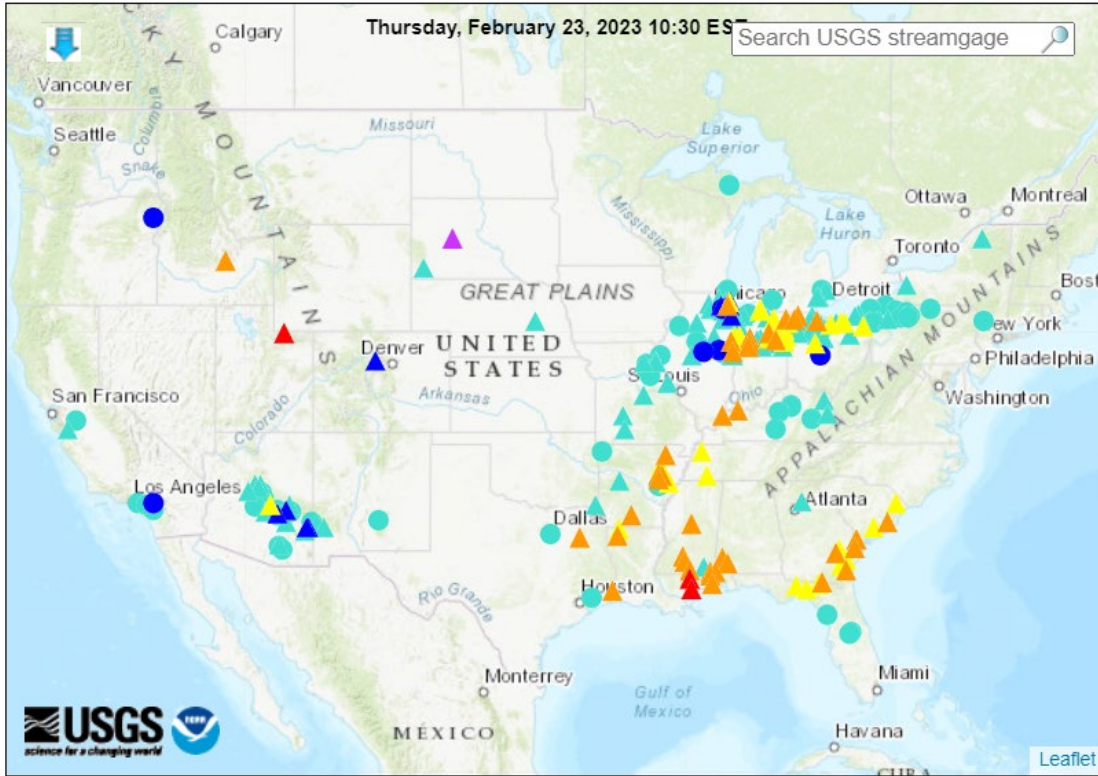 Thursday, February 23, 2023 10:30 EST
Search USGS streamgage
Calgary
Vancouver
Seattle
Columbia
Snake
ROCKY MOUNTAINS
Missouri
Lake
Superior
Mississippi
Ottawa
Montreal
Lake
Huron
Toronto
Bost
GREAT PLAINS
Chicago
Detroit
ew York
Philadelphia
Washington
UNITED
STATES
Denver
Arkansas
St Louis
Ohio
APPALACHIAN MOUNTAINS
San Francisco
Colorado
Los Angeles
Atlanta
Dallas
Houston
Rio Grande
Monterrey
Gulf of
Mexico
Miami
MÉXICO
Havana
CUBA
USGS
science for a changing world
Leaflet